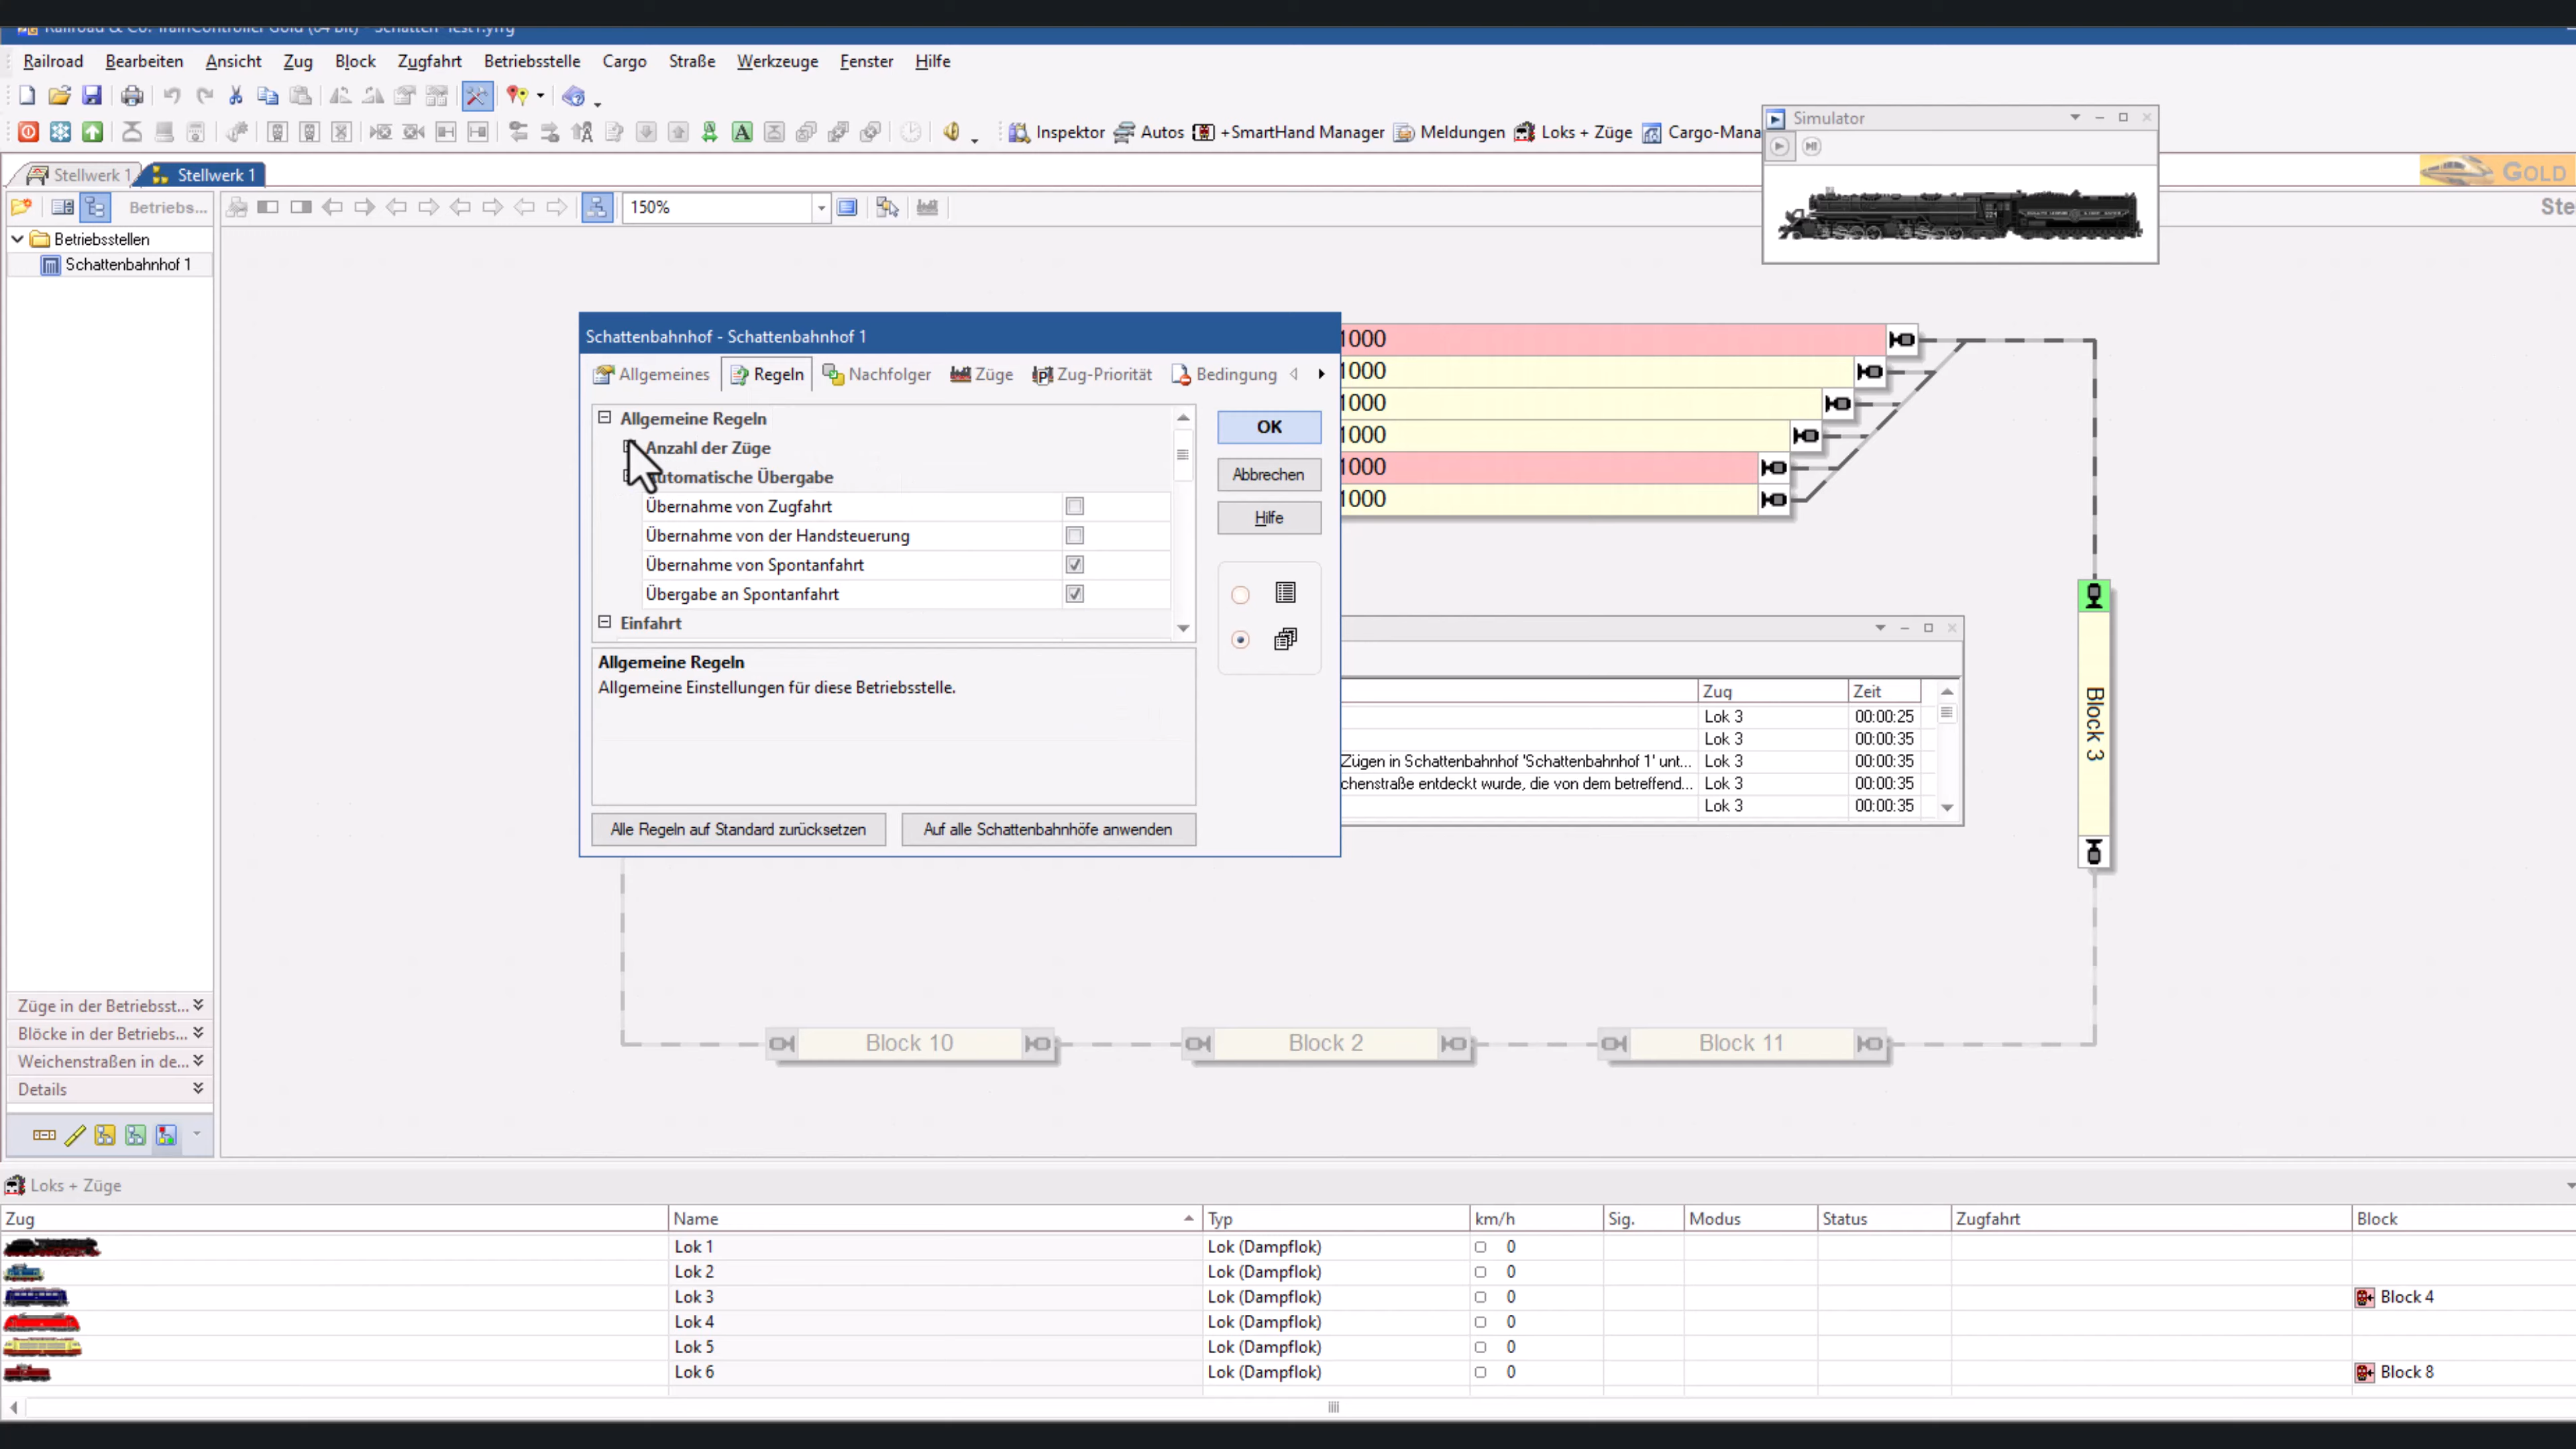 Railroad & Co. TrainController Gold (64 Bit) - Schatten-Test1.yrrg
Railroad Bearbeiten Ansicht Zug Block Zugfahrt Betriebsstelle Cargo Straße Werkzeuge Fenster Hilfe
Inspektor Autos +SmartHand Manager Meldungen Loks + Züge Cargo-Mana
Simulator
Stellwerk 1 Stellwerk 1
GOLD
Betriebs... 150%
Ste
Betriebsstellen
Schattenbahnhof 1
Schattenbahnhof - Schattenbahnhof 1
Allgemeines Regeln Nachfolger Züge Zug-Priorität Bedingung
Allgemeine Regeln
Anzahl der Züge
utomatische Übergabe
Übernahme von Zugfahrt
Übernahme von der Handsteuerung
Übernahme von Spontanfahrt
Übergabe an Spontanfahrt
Einfahrt
OK
Abbrechen
Hilfe
Allgemeine Regeln
Allgemeine Einstellungen für diese Betriebsstelle.
Alle Regeln auf Standard zurücksetzen Auf alle Schattenbahnhöfe anwenden
1000
1000
1000
1000
1000
1000
Block 3
Zug Zeit
Lok 3 00:00:25
Lok 3 00:00:35
Zügen in Schattenbahnhof 'Schattenbahnhof 1' unt... Lok 3 00:00:35
chenstraße entdeckt wurde, die von dem betreffend... Lok 3 00:00:35
Lok 3 00:00:35
Block 10 Block 2 Block 11
Züge in der Betriebsst...
Blöcke in der Betriebs...
Weichenstraßen in de...
Details
Loks + Züge
Zug Name Typ km/h Sig. Modus Status Zugfahrt Block
Lok 1 Lok (Dampflok) 0
Lok 2 Lok (Dampflok) 0
Lok 3 Lok (Dampflok) 0 Block 4
Lok 4 Lok (Dampflok) 0
Lok 5 Lok (Dampflok) 0
Lok 6 Lok (Dampflok) 0 Block 8